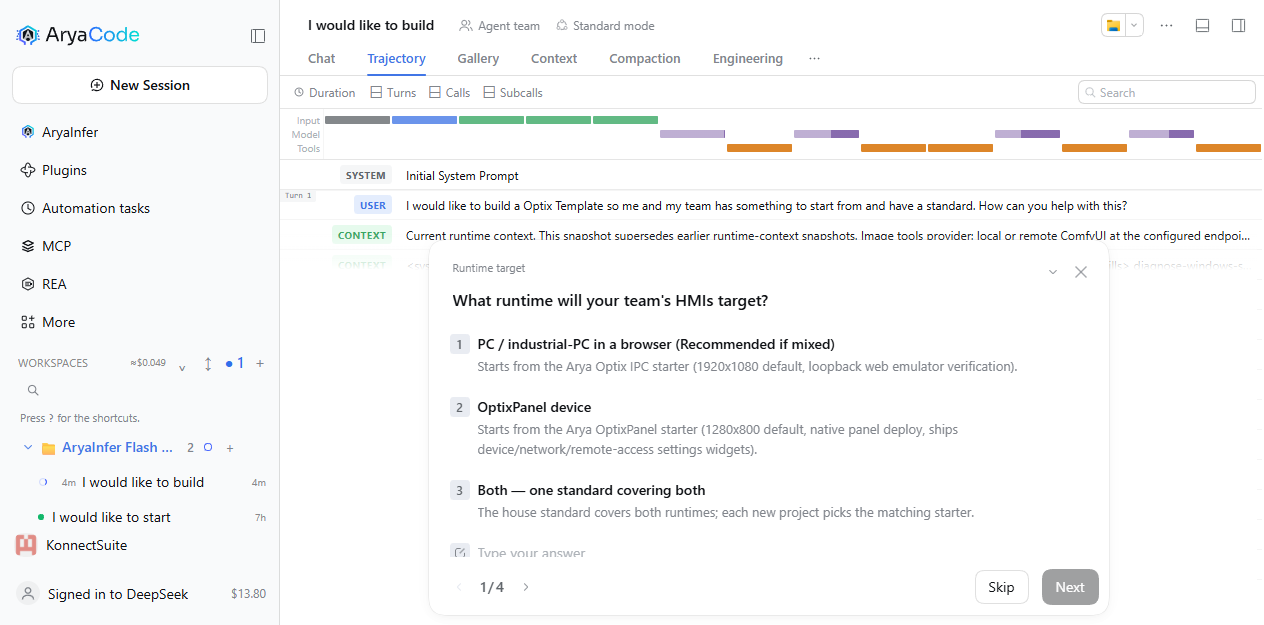 AryaCode
New Session
AryaInfer
Plugins
Automation tasks
MCP
REA
More
WORKSPACES ≈$0.049 1 +
Press ? for the shortcuts.
AryaInfer Flash ... 2 +
4m I would like to build 4m
I would like to start 7h
KonnectSuite
Signed in to DeepSeek $13.80
I would like to build Agent team Standard mode
Chat Trajectory Gallery Context Compaction Engineering ...
Duration Turns Calls Subcalls Search
Input
Model
Tools
SYSTEM Initial System Prompt
Turn 1
USER I would like to build a Optix Template so me and my team has something to start from and have a standard. How can you help with this?
CONTEXT Current runtime context. This snapshot supersedes earlier runtime-context snapshots. Image tools provider: local or remote ComfyUI at the configured endpoi...
CONTEXT
Runtime target
What runtime will your team's HMIs target?
1 PC / industrial-PC in a browser (Recommended if mixed)
Starts from the Arya Optix IPC starter (1920x1080 default, loopback web emulator verification).
2 OptixPanel device
Starts from the Arya OptixPanel starter (1280x800 default, native panel deploy, ships
device/network/remote-access settings widgets).
3 Both — one standard covering both
The house standard covers both runtimes; each new project picks the matching starter.
Type your answer
1/4
Skip Next